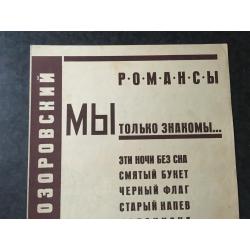 ОЗОРОВСКИЙ
Р·О·М·А·Н·С·Ы
МЫ ТОЛЬКО ЗНАКОМЫ...
ЭТИ НОЧИ БЕЗ СНА
СМЯТЫЙ БУКЕТ
ЧЕРНЫЙ ФЛАГ
СТАРЫЙ НАПЕВ